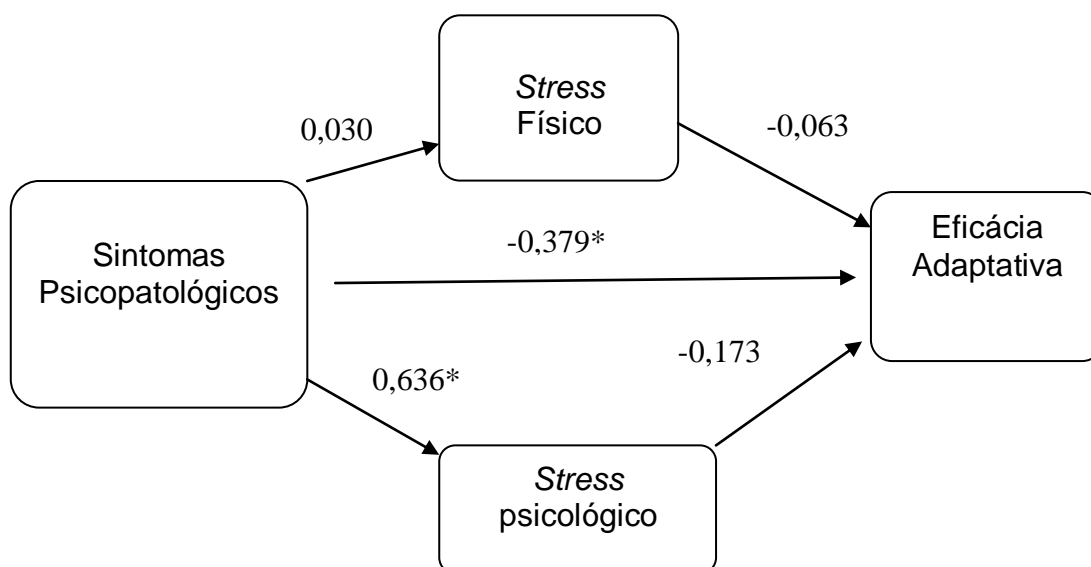 Stress
Físico
0,030
-0,063
Sintomas
Psicopatológicos
-0,379*
Eficácia
Adaptativa
0,636*
-0,173
Stress
psicológico